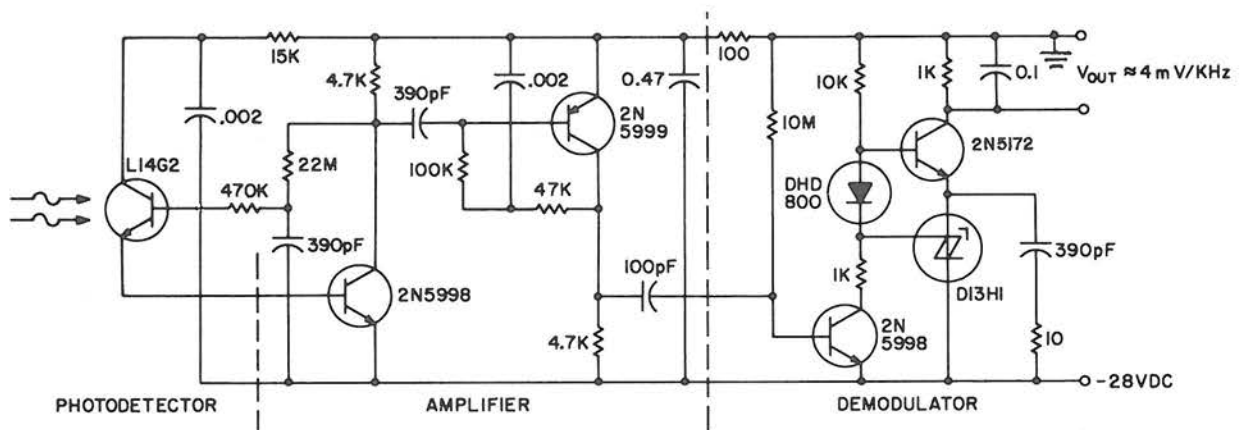 15K
100
4.7K
390pF
.002
0.47
10K
1K
0.1
VOUT ≈ 4mV/KHz
.002
2N
5999
10M
L14G2
22M
100K
2N5172
470K
47K
DHD
800
390pF
100pF
1K
390pF
2N5998
D13H1
4.7K
2N
5998
10
-28VDC
PHOTODETECTOR
AMPLIFIER
DEMODULATOR